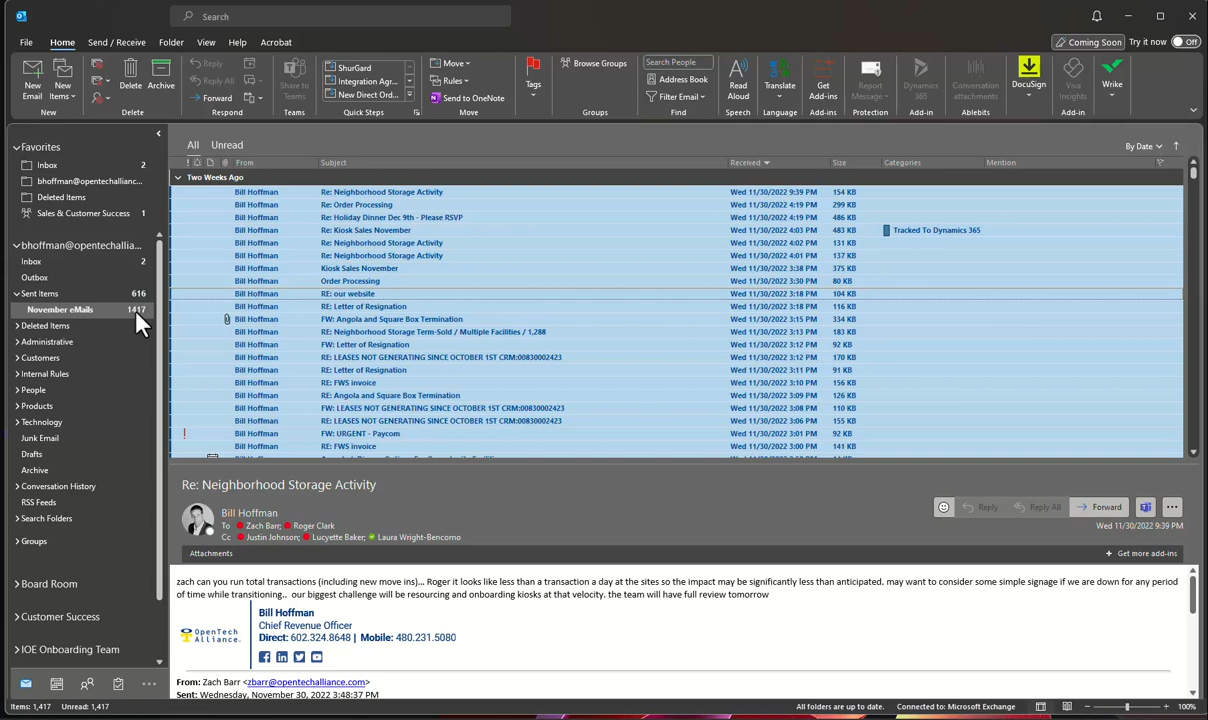 Search
File Home Send / Receive Folder View Help Acrobat
Coming Soon Try it now Off
New Email
New Items
Delete
Archive
Reply
Reply All
Forward
Share to Teams
ShurGard
Integration Agr...
New Direct Ord...
Move
Rules
Send to OneNote
Tags
Browse Groups
Search People
Address Book
Filter Email
Read Aloud
Translate
Get Add-ins
Report Message
Dynamics 365
Conversation attachments
DocuSign
Viva Insights
Wrike
New Delete Respond Teams Quick Steps Move Groups Find Speech Language Add-ins Protection Ablebits Add-in
Favorites
Inbox 2
bhoffman@opentechallianc...
Deleted Items
Sales & Customer Success 1
bhoffman@opentechallia...
Inbox 2
Outbox
Sent Items 616
November eMails 1417
Deleted Items
Administrative
Customers
Internal Rules
People
Products
Technology
Junk Email
Drafts
Archive
Conversation History
RSS Feeds
Search Folders
Groups
Board Room
Customer Success
IOE Onboarding Team
All Unread
By Date
From Subject Received Size Categories Mention
Two Weeks Ago
Bill Hoffman Re: Neighborhood Storage Activity Wed 11/30/2022 9:39 PM 154 KB
Bill Hoffman Re: Order Processing Wed 11/30/2022 4:19 PM 299 KB
Bill Hoffman Re: Holiday Dinner Dec 9th - Please RSVP Wed 11/30/2022 4:19 PM 486 KB
Bill Hoffman Re: Kiosk Sales November Wed 11/30/2022 4:03 PM 483 KB Tracked To Dynamics 365
Bill Hoffman Re: Neighborhood Storage Activity Wed 11/30/2022 4:02 PM 131 KB
Bill Hoffman Re: Neighborhood Storage Activity Wed 11/30/2022 4:01 PM 137 KB
Bill Hoffman Kiosk Sales November Wed 11/30/2022 3:38 PM 375 KB
Bill Hoffman Order Processing Wed 11/30/2022 3:30 PM 80 KB
Bill Hoffman RE: our website Wed 11/30/2022 3:18 PM 104 KB
Bill Hoffman RE: Letter of Resignation Wed 11/30/2022 3:18 PM 116 KB
Bill Hoffman FW: Angola and Square Box Termination Wed 11/30/2022 3:15 PM 334 KB
Bill Hoffman RE: Neighborhood Storage Term-Sold / Multiple Facilities / 1,288 Wed 11/30/2022 3:13 PM 183 KB
Bill Hoffman FW: Letter of Resignation Wed 11/30/2022 3:12 PM 92 KB
Bill Hoffman RE: LEASES NOT GENERATING SINCE OCTOBER 1ST CRM:00830002423 Wed 11/30/2022 3:12 PM 170 KB
Bill Hoffman RE: Letter of Resignation Wed 11/30/2022 3:11 PM 91 KB
Bill Hoffman RE: FWS invoice Wed 11/30/2022 3:10 PM 156 KB
Bill Hoffman RE: Angola and Square Box Termination Wed 11/30/2022 3:09 PM 126 KB
Bill Hoffman FW: LEASES NOT GENERATING SINCE OCTOBER 1ST CRM:00830002423 Wed 11/30/2022 3:08 PM 110 KB
Bill Hoffman RE: LEASES NOT GENERATING SINCE OCTOBER 1ST CRM:00830002423 Wed 11/30/2022 3:06 PM 155 KB
Bill Hoffman FW: URGENT - Paycom Wed 11/30/2022 3:01 PM 92 KB
Bill Hoffman RE: FWS invoice Wed 11/30/2022 3:00 PM 141 KB
Re: Neighborhood Storage Activity
Bill Hoffman
To Zach Barr; Roger Clark
Cc Justin Johnson; Lucyette Baker; Laura Wright-Bencomo
Reply Reply All Forward
Wed 11/30/2022 9:39 PM
Attachments
+ Get more add-ins
zach can you run total transactions (including new move ins)... Roger it looks like less than a transaction a day at the sites so the impact may be significantly less than anticipated. may want to consider some simple signage if we are down for any period
of time while transitioning.. our biggest challenge will be resourcing and onboarding kiosks at that velocity. the team will have full review tomorrow
OpenTech ALLIANCE, INC.
Bill Hoffman
Chief Revenue Officer
Direct: 602.324.8648 | Mobile: 480.231.5080
From: Zach Barr <zbarr@opentechalliance.com>
Sent: Wednesday, November 30, 2022 3:48:37 PM
Items: 1,417 Unread: 1,417
All folders are up to date. Connected to: Microsoft Exchange 100%